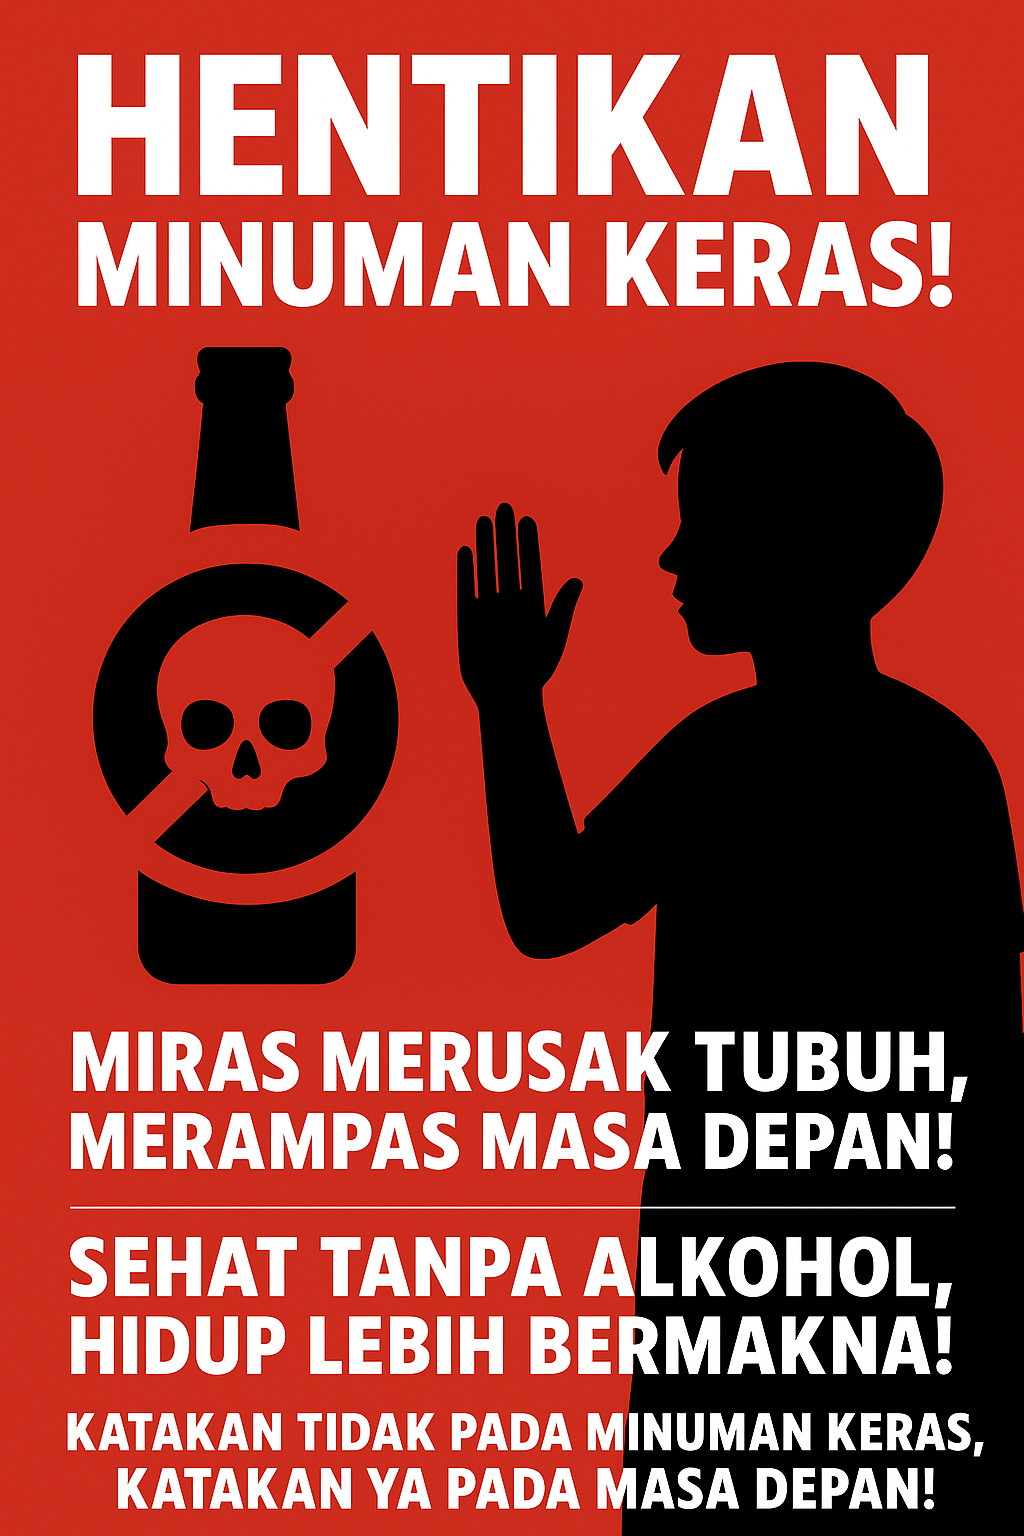 HENTIKAN
MINUMAN KERAS!
MIRAS MERUSAK TUBUH,
MERAMPAS MASA DEPAN!
SEHAT TANPA ALKOHOL,
HIDUP LEBIH BERMAKNA!
KATAKAN TIDAK PADA MINUMAN KERAS,
KATAKAN YA PADA MASA DEPAN!